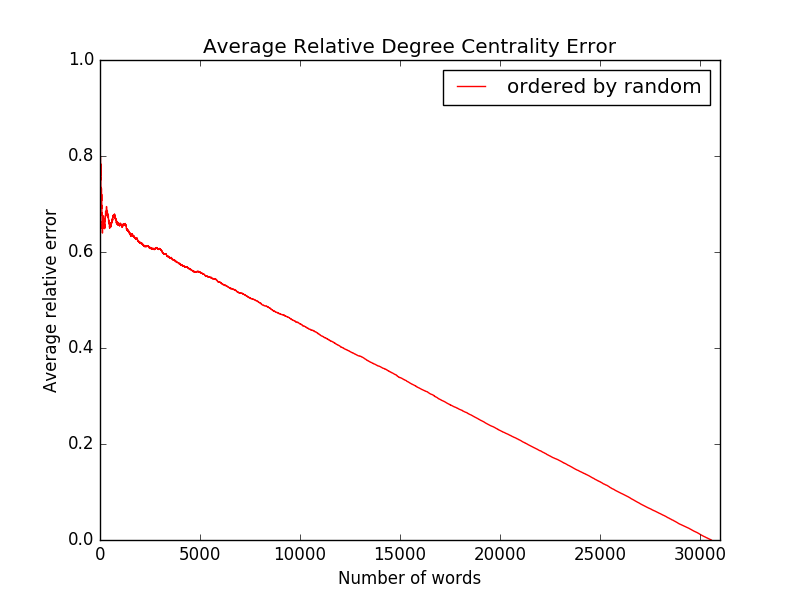 Average Relative Degree Centrality Error
ordered by random
1.0
0.8
0.6
0.4
0.2
0.0
Average relative error
0 5000 10000 15000 20000 25000 30000
Number of words